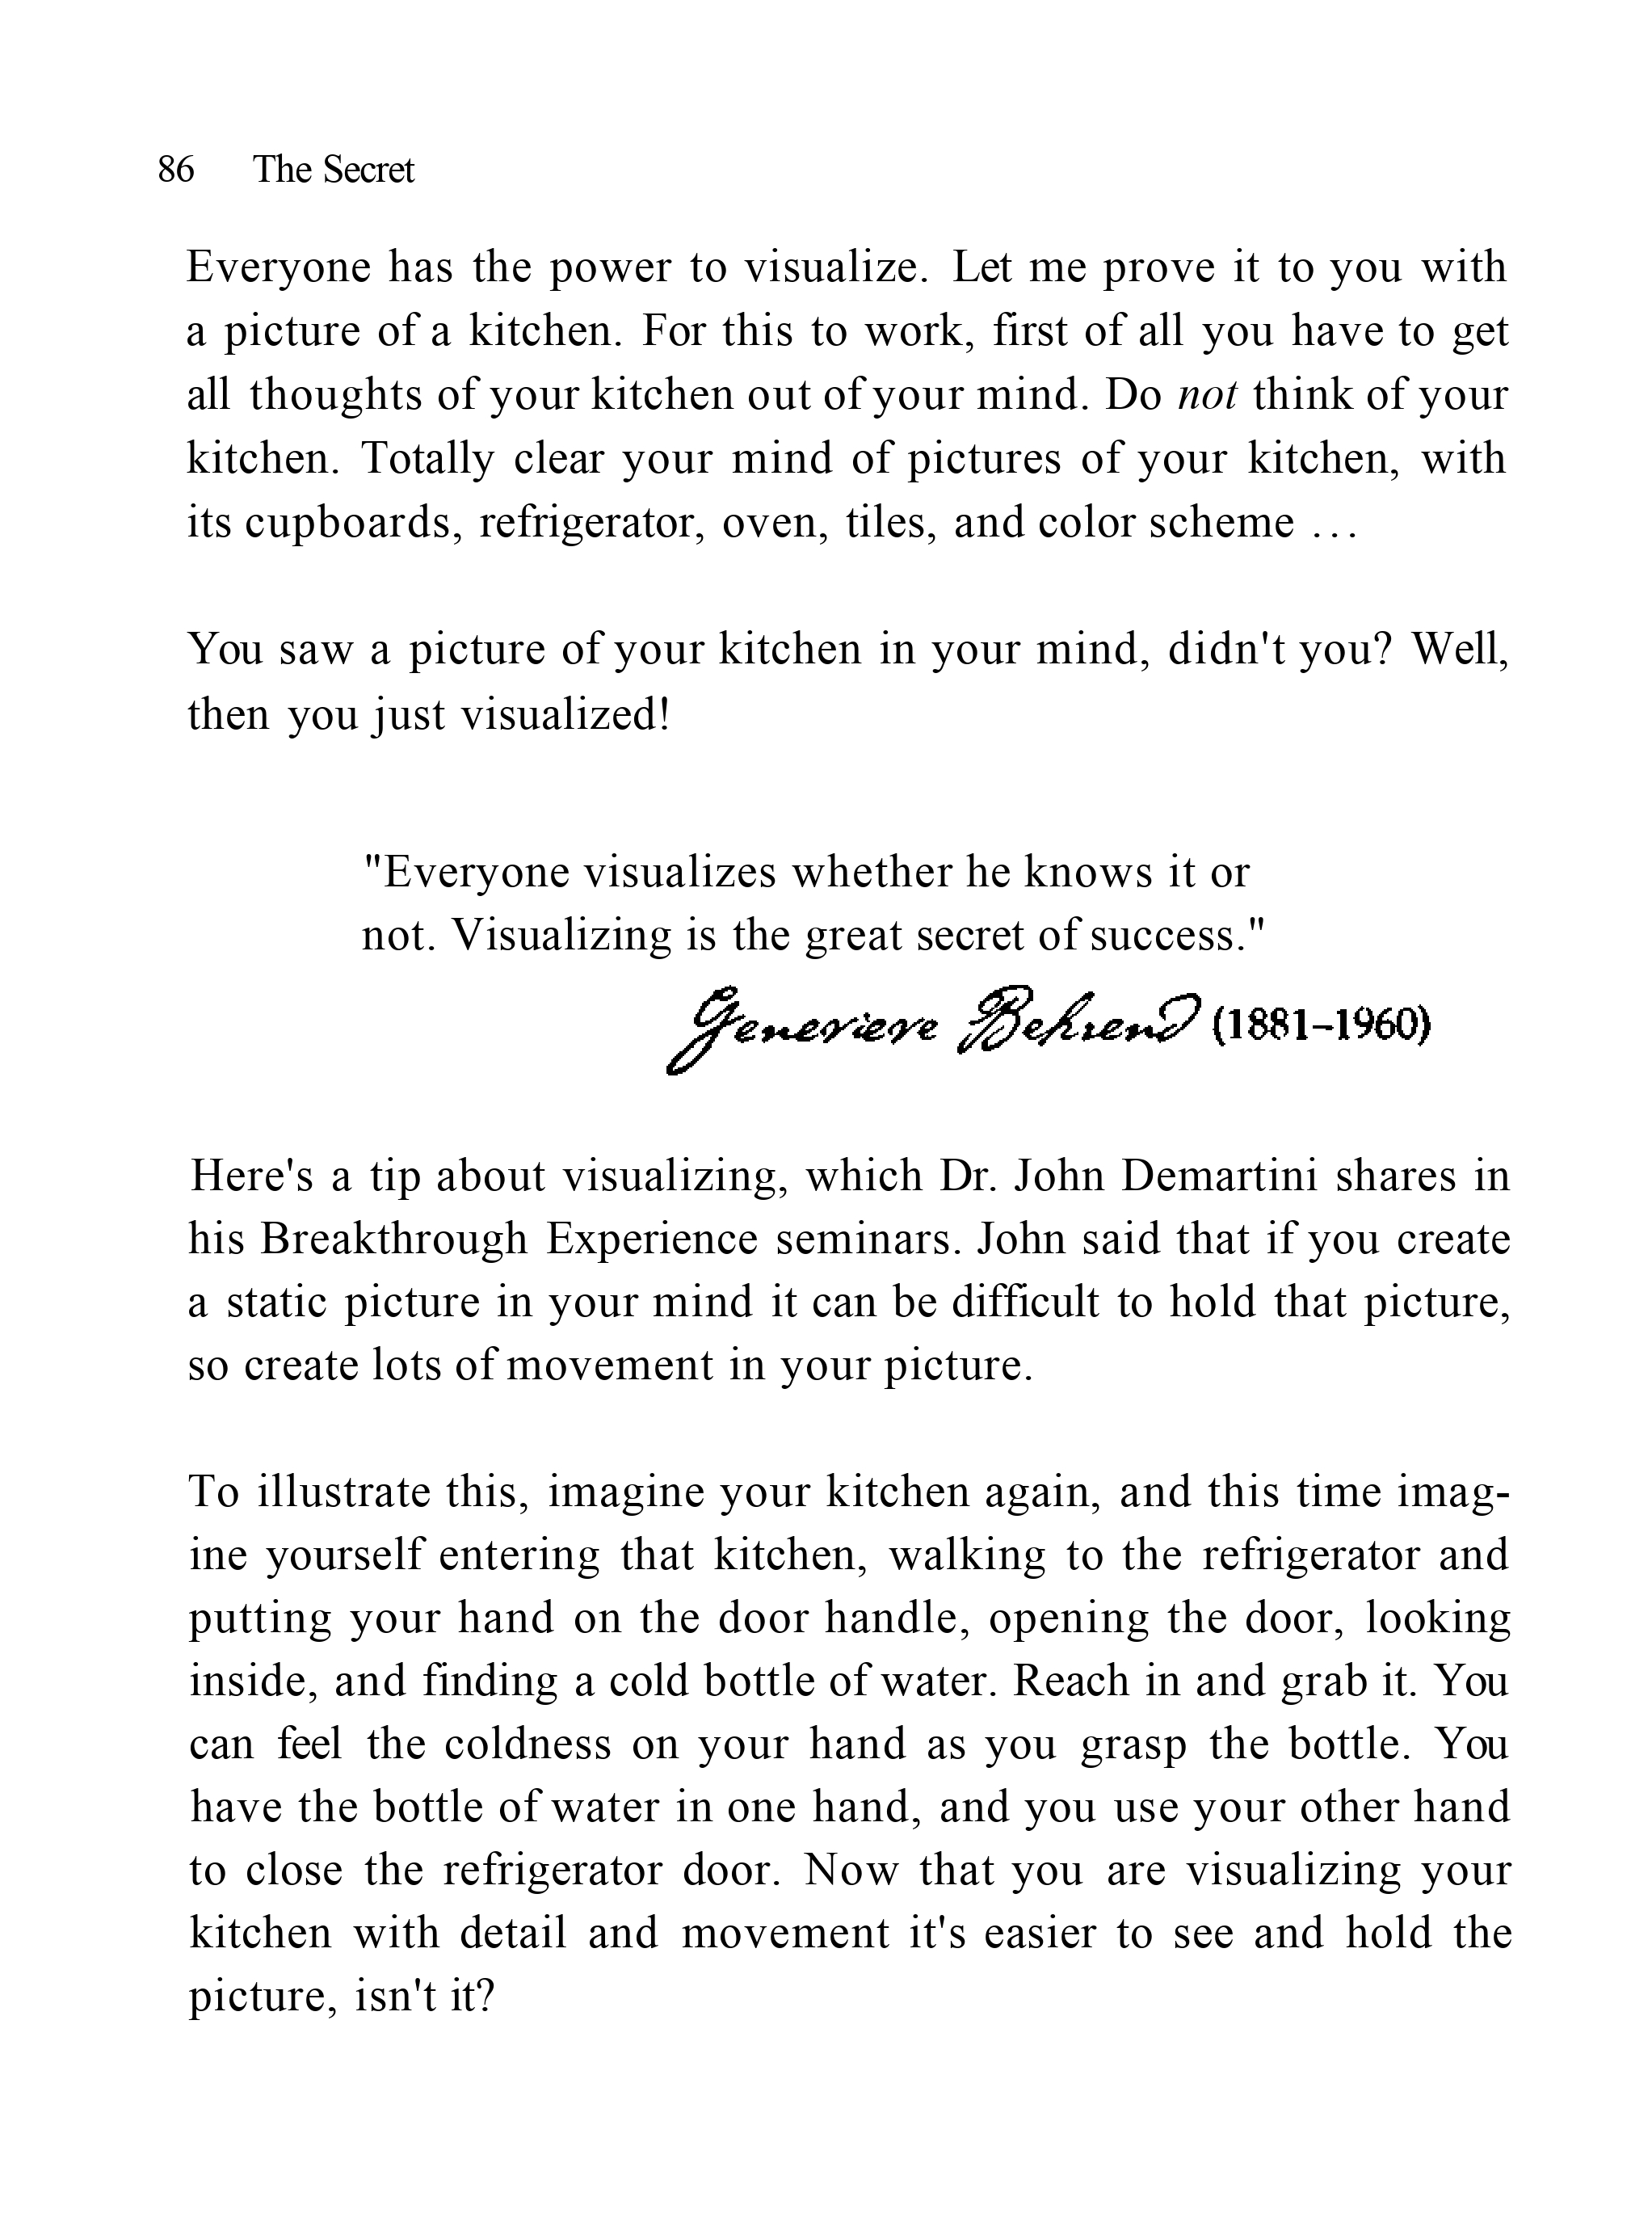 86 The Secret
Everyone has the power to visualize. Let me prove it to you with
a picture of a kitchen. For this to work, first of all you have to get
all thoughts of your kitchen out of your mind. Do not think of your
kitchen. Totally clear your mind of pictures of your kitchen, with
its cupboards, refrigerator, oven, tiles, and color scheme ...
You saw a picture of your kitchen in your mind, didn't you? Well,
then you just visualized!
"Everyone visualizes whether he knows it or
not. Visualizing is the great secret of success."
Genevieve Behrend (1881–1960)
Here's a tip about visualizing, which Dr. John Demartini shares in
his Breakthrough Experience seminars. John said that if you create
a static picture in your mind it can be difficult to hold that picture,
so create lots of movement in your picture.
To illustrate this, imagine your kitchen again, and this time imag-
ine yourself entering that kitchen, walking to the refrigerator and
putting your hand on the door handle, opening the door, looking
inside, and finding a cold bottle of water. Reach in and grab it. You
can feel the coldness on your hand as you grasp the bottle. You
have the bottle of water in one hand, and you use your other hand
to close the refrigerator door. Now that you are visualizing your
kitchen with detail and movement it's easier to see and hold the
picture, isn't it?